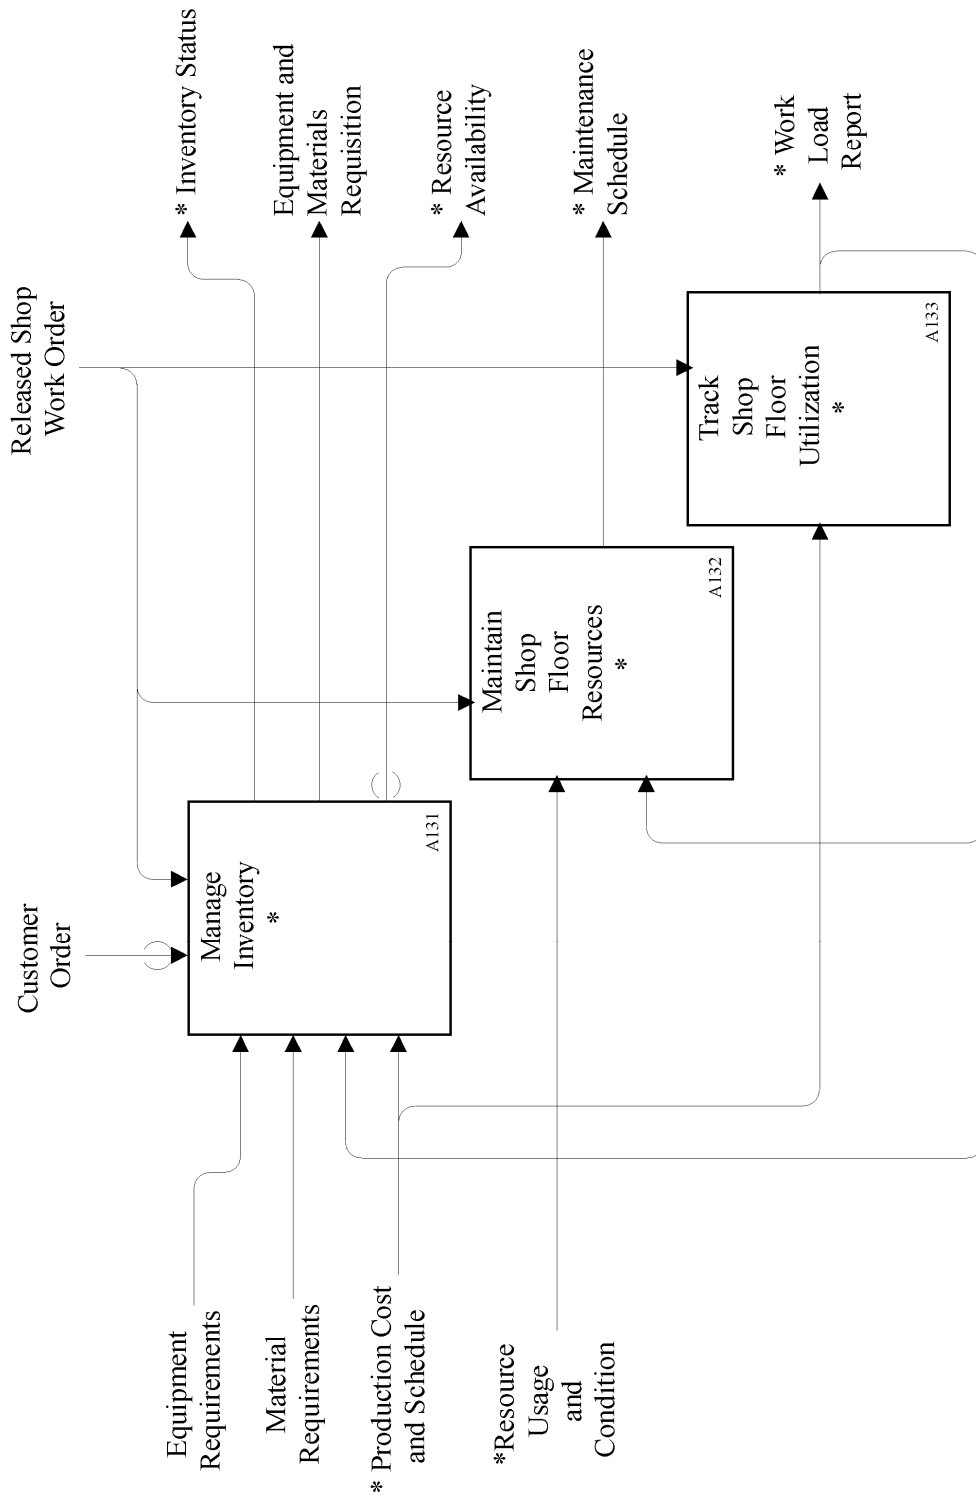 Customer
Order
Released Shop
Work Order
Equipment
Requirements
Material
Requirements
* Production Cost
and Schedule
*Resource
Usage
and
Condition
Manage
Inventory
*
A131
Maintain
Shop
Floor
Resources
*
A132
Track
Shop
Floor
Utilization
*
A133
* Inventory Status
Equipment and
Materials
Requisition
* Resource
Availability
* Maintenance
Schedule
* Work
Load
Report